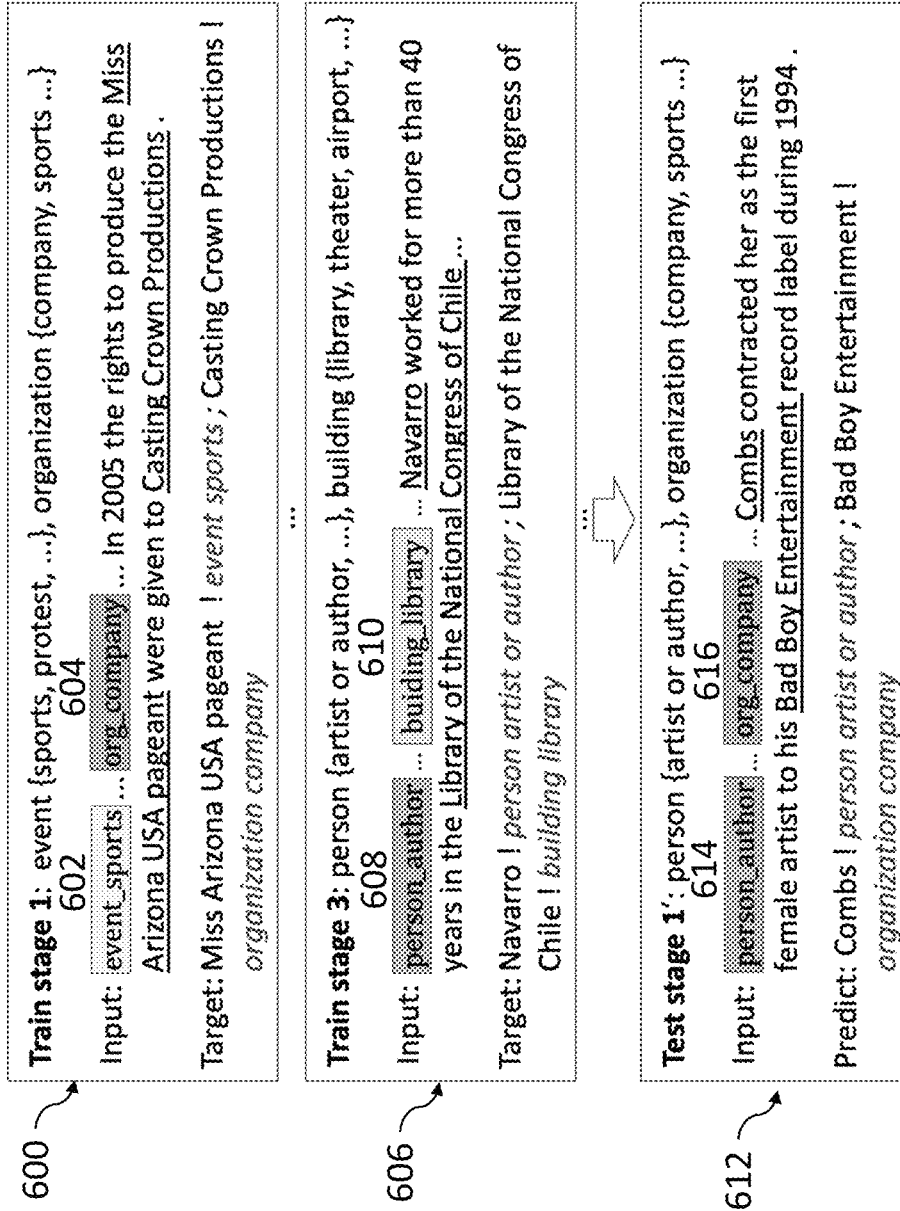 600
Train stage 1: event {sports, protest, ...}, organization {company, sports ...}
602
604
Input: event_sports ... org_company ... In 2005 the rights to produce the Miss
Arizona USA pageant were given to Casting Crown Productions .
Target: Miss Arizona USA pageant ! event sports ; Casting Crown Productions !
organization company
...
606
Train stage 3: person {artist or author, ...}, building {library, theater, airport, ...}
608
610
Input: person_author ... buiding_library ... Navarro worked for more than 40
years in the Library of the National Congress of Chile ...
Target: Navarro ! person artist or author ; Library of the National Congress of
Chile ! building library
...
612
Test stage 1': person {artist or author, ...}, organization {company, sports ...}
614
616
Input: person_author ... org_company ... Combs contracted her as the first
female artist to his Bad Boy Entertainment record label during 1994 .
Predict: Combs ! person artist or author ; Bad Boy Entertainment !
organization company